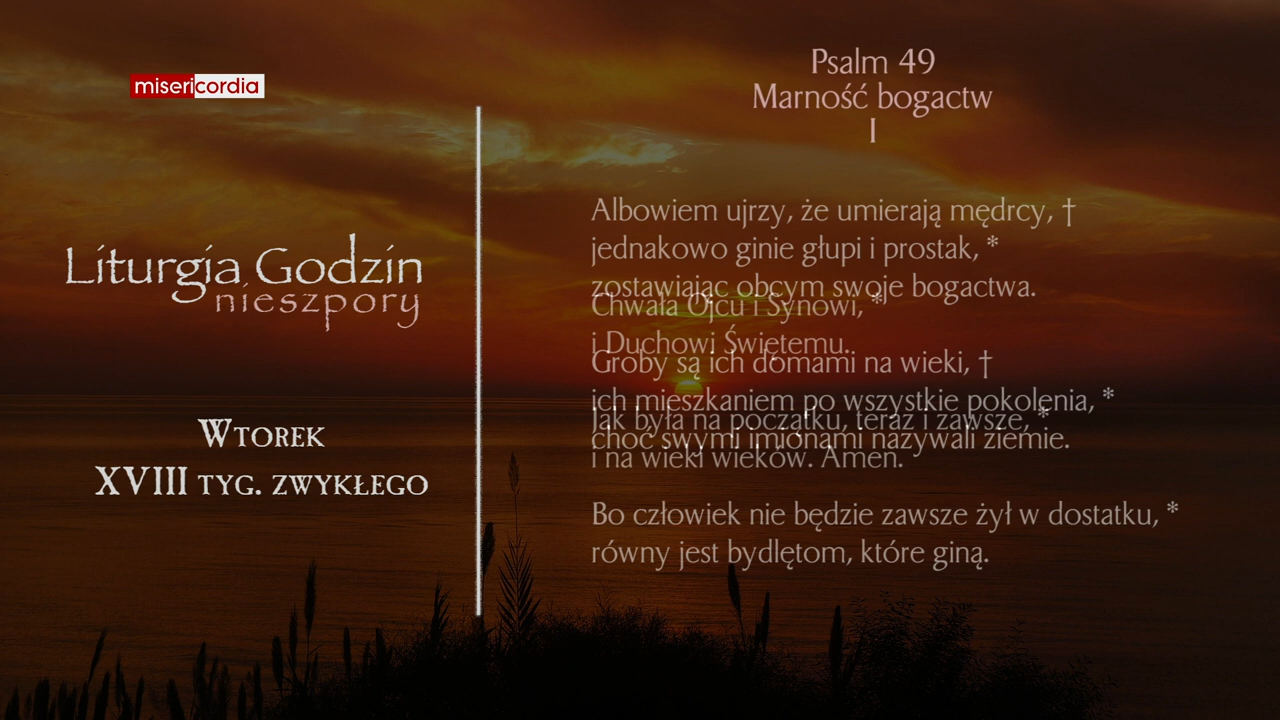 misericordia
Liturgia Godzin
nieszpory
Wtorek
XVIII tyg. zwykłego
Psalm 49
Marność bogactw
I
Albowiem ujrzy, że umierają mędrcy, †
jednakowo ginie głupi i prostak, *
zostawiając obcym swoje bogactwa.
Chwała Ojcu i Synowi, *
i Duchowi Świętemu.
Groby są ich domami na wieki, †
ich mieszkaniem po wszystkie pokolenia, *
Jak była na początku, teraz i zawsze, *
choć swymi imionami nazywali ziemie.
i na wieki wieków. Amen.
Bo człowiek nie będzie zawsze żył w dostatku, *
równy jest bydlętom, które giną.